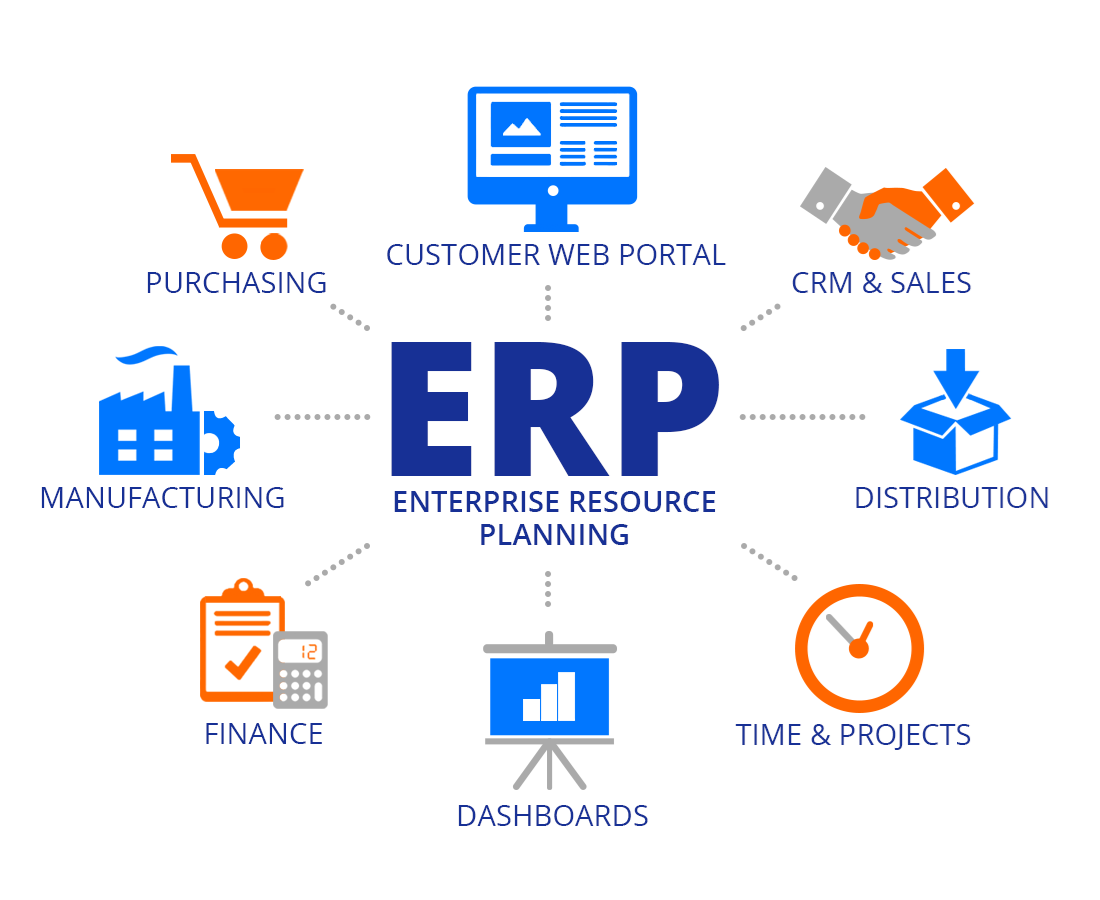 CUSTOMER WEB PORTAL
PURCHASING
CRM & SALES
ERP
ENTERPRISE RESOURCE
PLANNING
MANUFACTURING
DISTRIBUTION
12
FINANCE
TIME & PROJECTS
DASHBOARDS